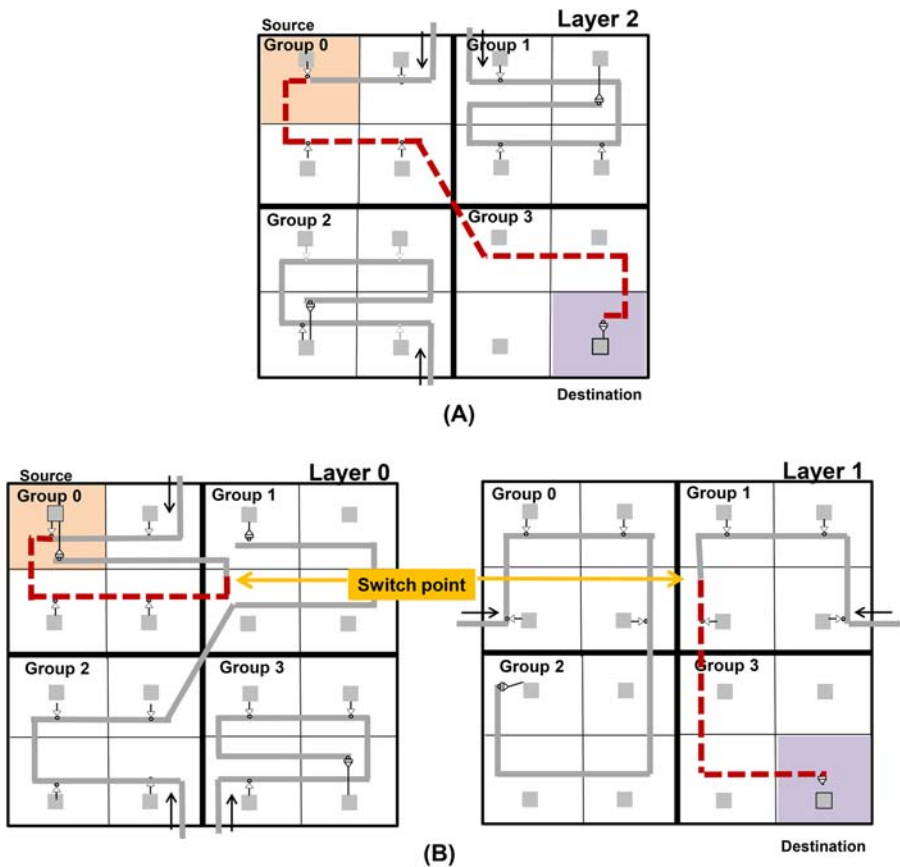 Source
Layer 2
Group 0
Group 1
Group 2
Group 3
Destination
(A)
Source
Layer 0
Layer 1
Group 0
Group 1
Group 0
Group 1
Switch point
Group 2
Group 3
Group 2
Group 3
Destination
(B)